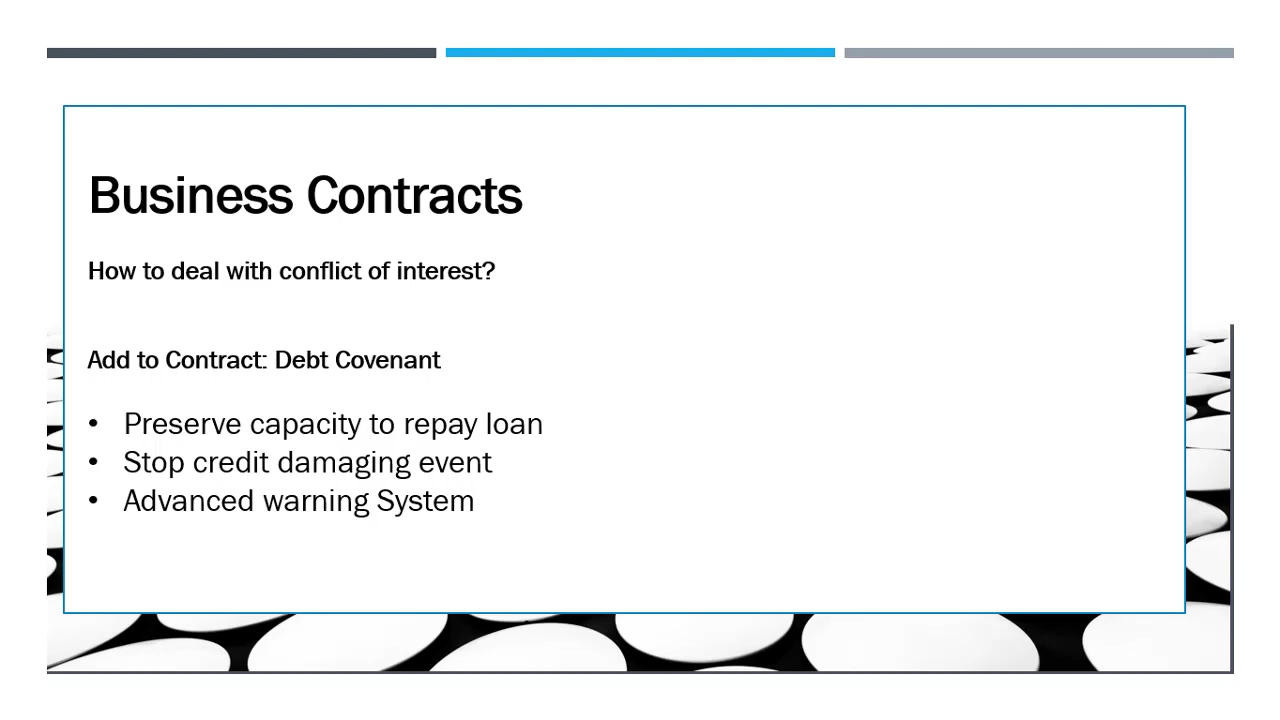 Business Contracts
How to deal with conflict of interest?
Add to Contract: Debt Covenant
• Preserve capacity to repay loan
• Stop credit damaging event
• Advanced warning System